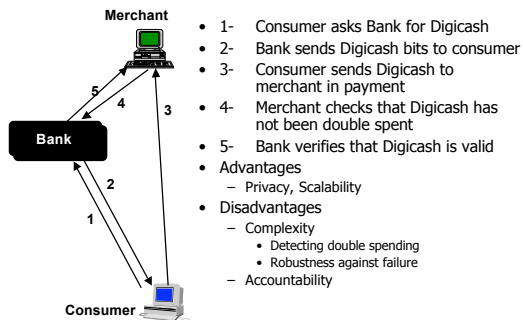 Merchant
5
4
3
Bank
2
1
Consumer
• 1- Consumer asks Bank for Digicash
• 2- Bank sends Digicash bits to consumer
• 3- Consumer sends Digicash to
merchant in payment
• 4- Merchant checks that Digicash has
not been double spent
• 5- Bank verifies that Digicash is valid
• Advantages
– Privacy, Scalability
• Disadvantages
– Complexity
• Detecting double spending
• Robustness against failure
– Accountability